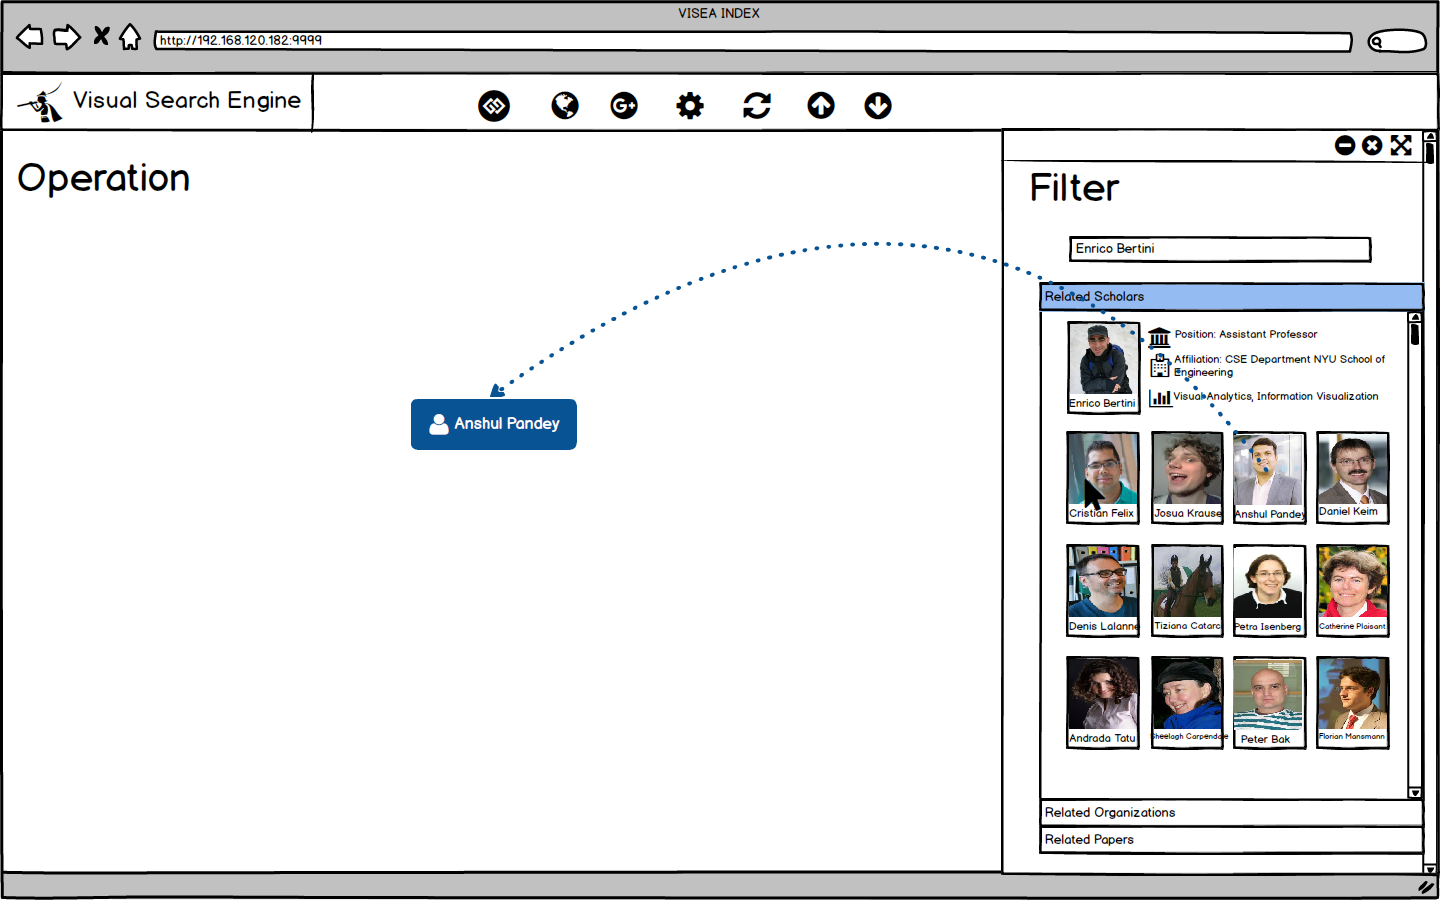 VISEA INDEX
http://192.168.120.182:9999
Visual Search Engine
G+
Operation
Filter
Enrico Bertini
Related Scholars
Position: Assistant Professor
Affiliation: CSE Department NYU School of
Engineering
Visual Analytics, Information Visualization
Enrico Bertini
Anshul Pandey
Cristian Felix
Josua Krause
Anshul Pandey
Daniel Keim
Denis Lalanne
Tiziana Catarc
Petra Isenberg
Catherine Plaisant
Andrada Tatu
Sheelagh Carpendale
Peter Bak
Florian Mansmann
Related Organizations
Related Papers